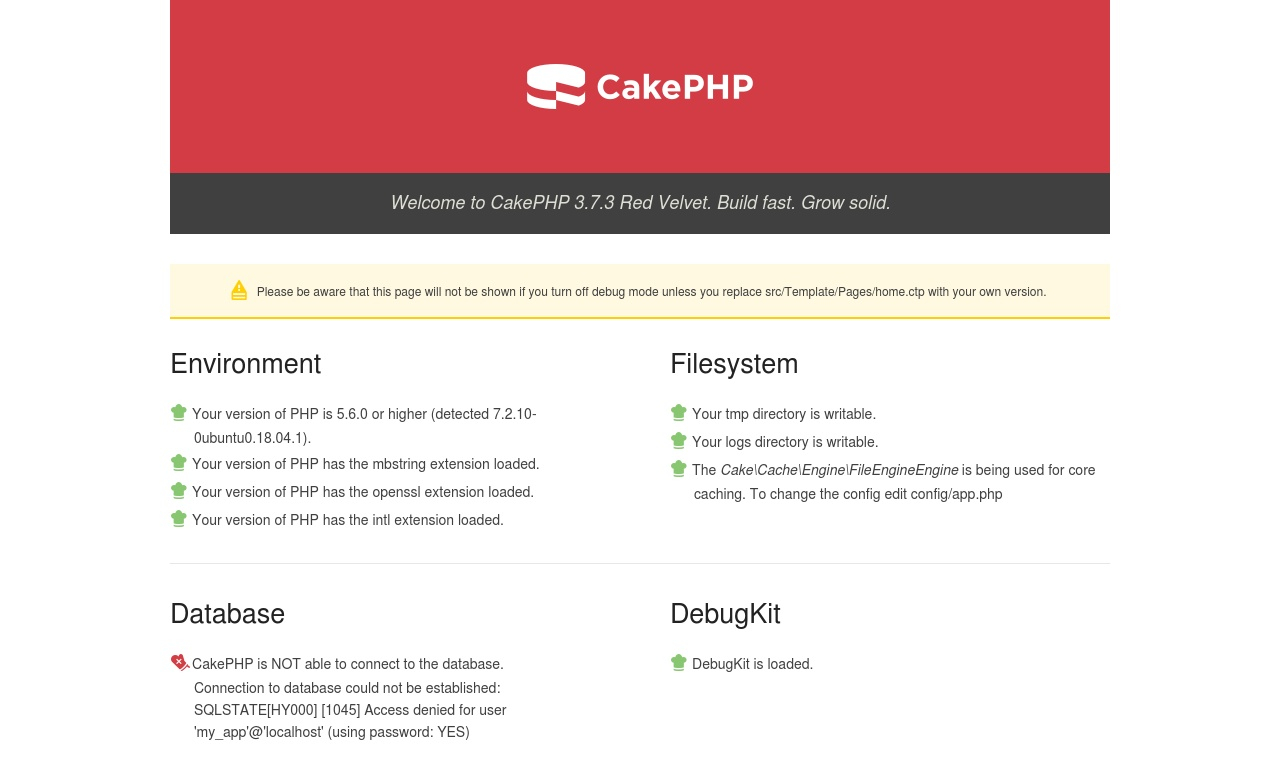 CakePHP
Welcome to CakePHP 3.7.3 Red Velvet. Build fast. Grow solid.
Please be aware that this page will not be shown if you turn off debug mode unless you replace src/Template/Pages/home.ctp with your own version.
Environment
Your version of PHP is 5.6.0 or higher (detected 7.2.10-
0ubuntu0.18.04.1).
Your version of PHP has the mbstring extension loaded.
Your version of PHP has the openssl extension loaded.
Your version of PHP has the intl extension loaded.
Filesystem
Your tmp directory is writable.
Your logs directory is writable.
The Cake\Cache\Engine\FileEngineEngine is being used for core
caching. To change the config edit config/app.php
Database
CakePHP is NOT able to connect to the database.
Connection to database could not be established:
SQLSTATE[HY000] [1045] Access denied for user
'my_app'@'localhost' (using password: YES)
DebugKit
DebugKit is loaded.